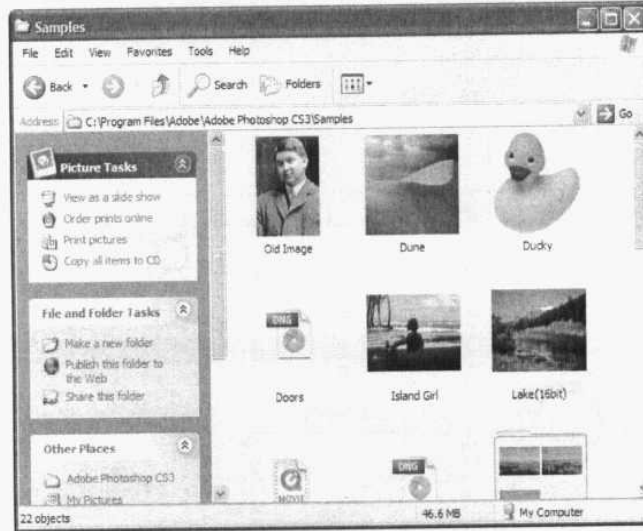 Samples
File Edit View Favorites Tools Help
Back Search Folders
Address C:\Program Files\Adobe\Adobe Photoshop CS3\Samples Go
Picture Tasks
View as a slide show
Order prints online
Print pictures
Copy all items to CD
Old Image Dune Ducky
File and Folder Tasks
Make a new folder
Publish this folder to
the Web
Share this folder
DNG
Doors Island Girl Lake(16bit)
Other Places
Adobe Photoshop CS3
My Pictures
MOVIE DNG
22 objects 46.6 MB My Computer